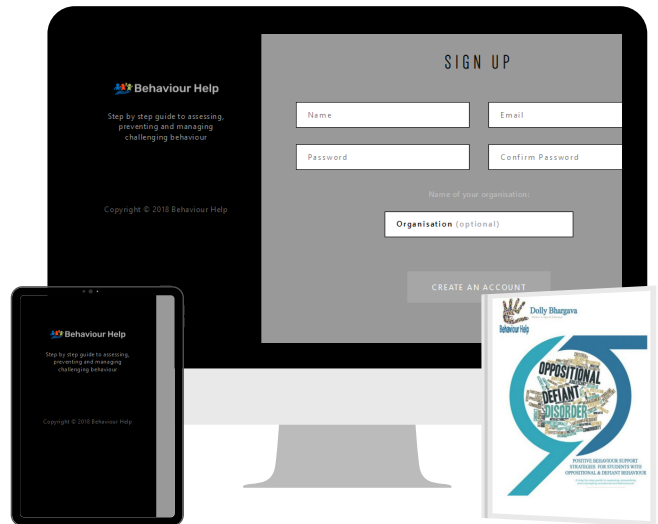 SIGN UP
Behaviour Help
Step by step guide to assessing,
preventing and managing
challenging behaviour
Name
Email
Password
Confirm Password
Name of your organisation:
Organisation (optional)
Copyright © 2018 Behaviour Help
CREATE AN ACCOUNT
Behaviour Help
Step by step guide to assessing,
preventing and managing
challenging behaviour
Copyright © 2018 Behaviour Help
Dolly Bhargava
Behaviour Help
OPPOSITIONAL
DEFIANT
DISORDER
POSITIVE BEHAVIOUR SUPPORT
STRATEGIES FOR STUDENTS WITH
OPPOSITIONAL & DEFIANT BEHAVIOUR